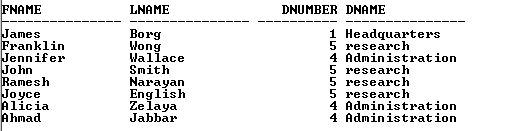 FNAME           LNAME              DNUMBER DNAME
--------------- --------------- ---------- ---------------
James           Borg                     1 Headquarters
Franklin        Wong                     5 research
Jennifer        Wallace                  4 Administration
John            Smith                    5 research
Ramesh          Narayan                  5 research
Joyce           English                  5 research
Alicia          Zelaya                   4 Administration
Ahmad           Jabbar                   4 Administration